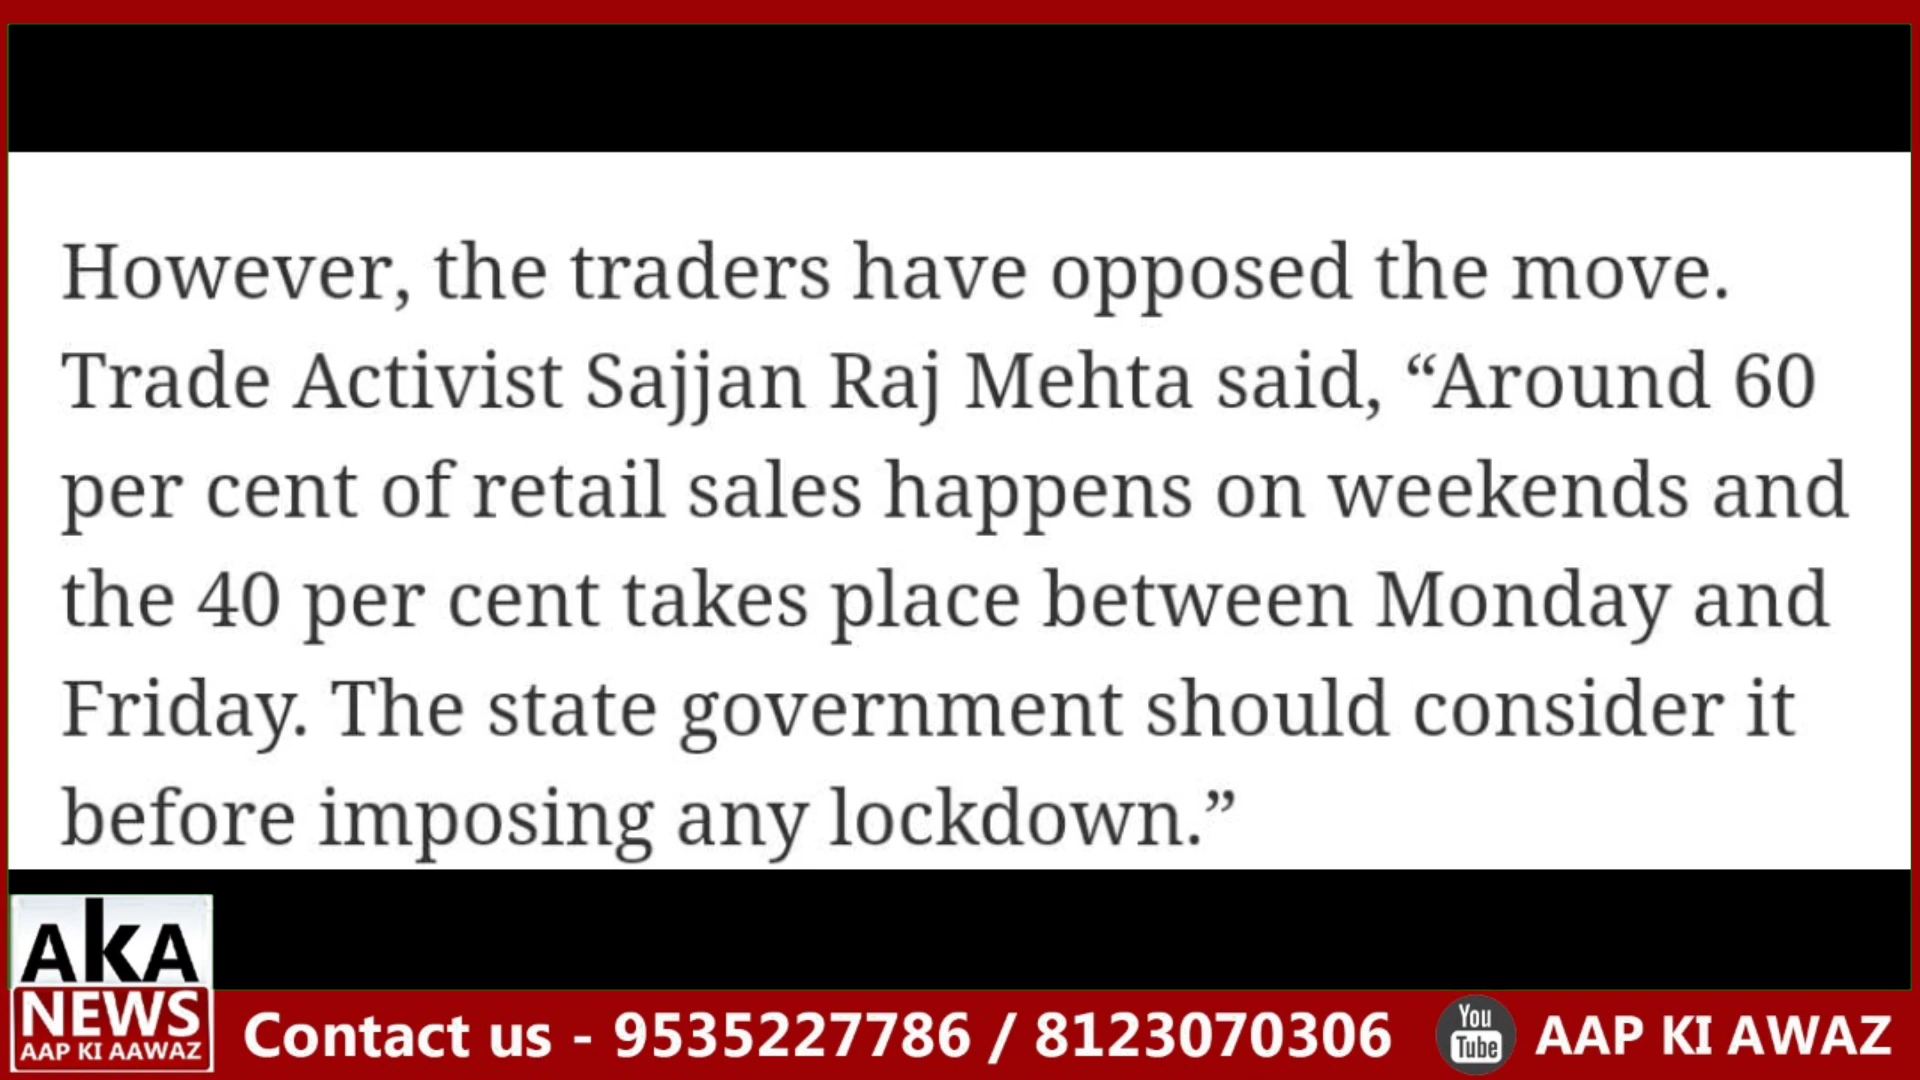 However, the traders have opposed the move.
Trade Activist Sajjan Raj Mehta said, “Around 60
per cent of retail sales happens on weekends and
the 40 per cent takes place between Monday and
Friday. The state government should consider it
before imposing any lockdown.”
AkA
NEWS
AAP KI AAWAZ
Contact us - 9535227786 / 8123070306
You
Tube
AAP KI AWAZ